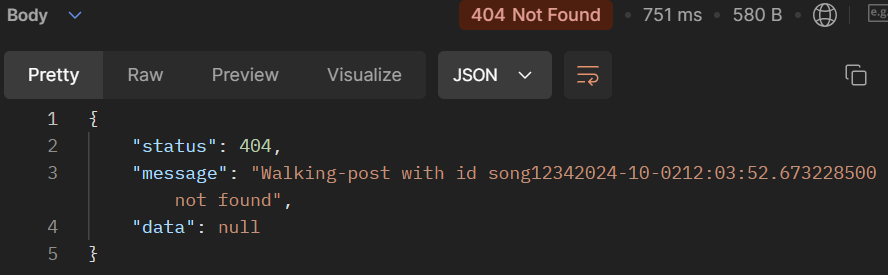 Body 404 Not Found • 751 ms • 580 B e.g.
Pretty Raw Preview Visualize JSON
1 {
2 "status": 404,
3 "message": "Walking-post with id song12342024-10-0212:03:52.673228500
not found",
4 "data": null
5 }